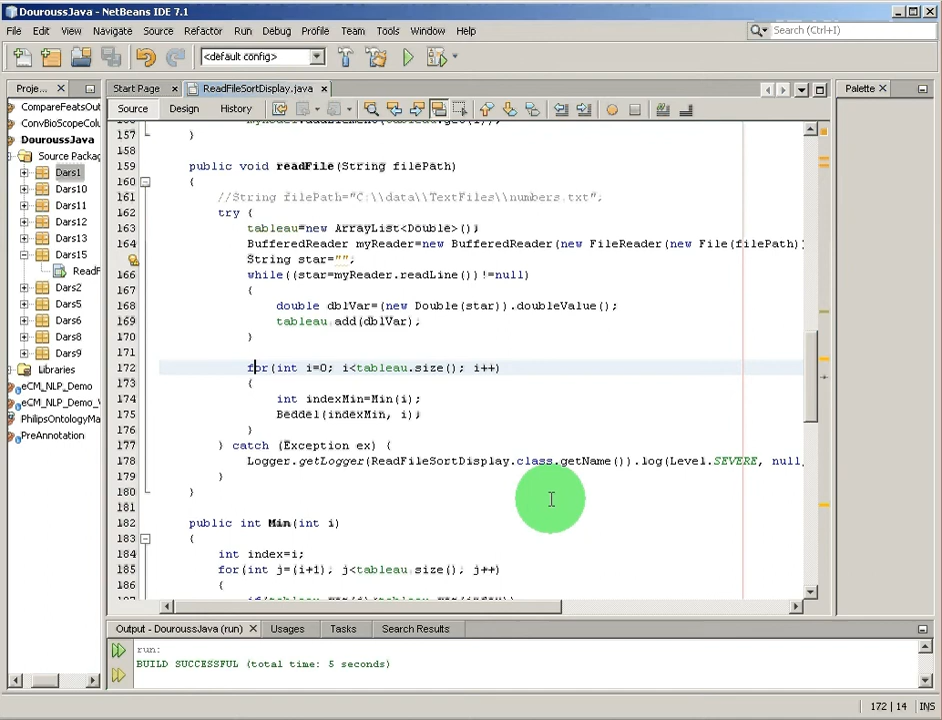 DouroussJava - NetBeans IDE 7.1
File Edit View Navigate Source Refactor Run Debug Profile Team Tools Window Help
Search (Ctrl+I)
<default config>
Proje...
Start Page
ReadFileSortDisplay.java
Palette
Source Design History
CompareFeatsOut
ConvBioScopeColu
DouroussJava
Source Packag
Dars1
Dars10
Dars11
Dars12
Dars13
Dars15
ReadF
Dars2
Dars5
Dars6
Dars8
Dars9
Libraries
eCM_NLP_Demo
eCM_NLP_Demo_
PhilipsOntologyMa
PreAnnotation
157 }
158
159 public void readFile(String filePath)
160 {
161 //String filePath="C:\\data\\TextFiles\\numbers.txt";
162 try {
163 tableau=new ArrayList<Double>();
164 BufferedReader myReader=new BufferedReader(new FileReader(new File(filePath)
String star="";
166 while((star=myReader.readLine())!=null)
167 {
168 double dblVar=(new Double(star)).doubleValue();
169 tableau.add(dblVar);
170 }
171
172 for(int i=0; i<tableau.size(); i++)
173 {
174 int indexMin=Min(i);
175 Beddel(indexMin, i);
176 }
177 } catch (Exception ex) {
178 Logger.getLogger(ReadFileSortDisplay.class.getName()).log(Level.SEVERE, null,
179 }
180 }
181
182 public int Min(int i)
183 {
184 int index=i;
185 for(int j=(i+1); j<tableau.size(); j++)
186 {
Output - DouroussJava (run) Usages Tasks Search Results
run:
BUILD SUCCESSFUL (total time: 5 seconds)
172 | 14 INS